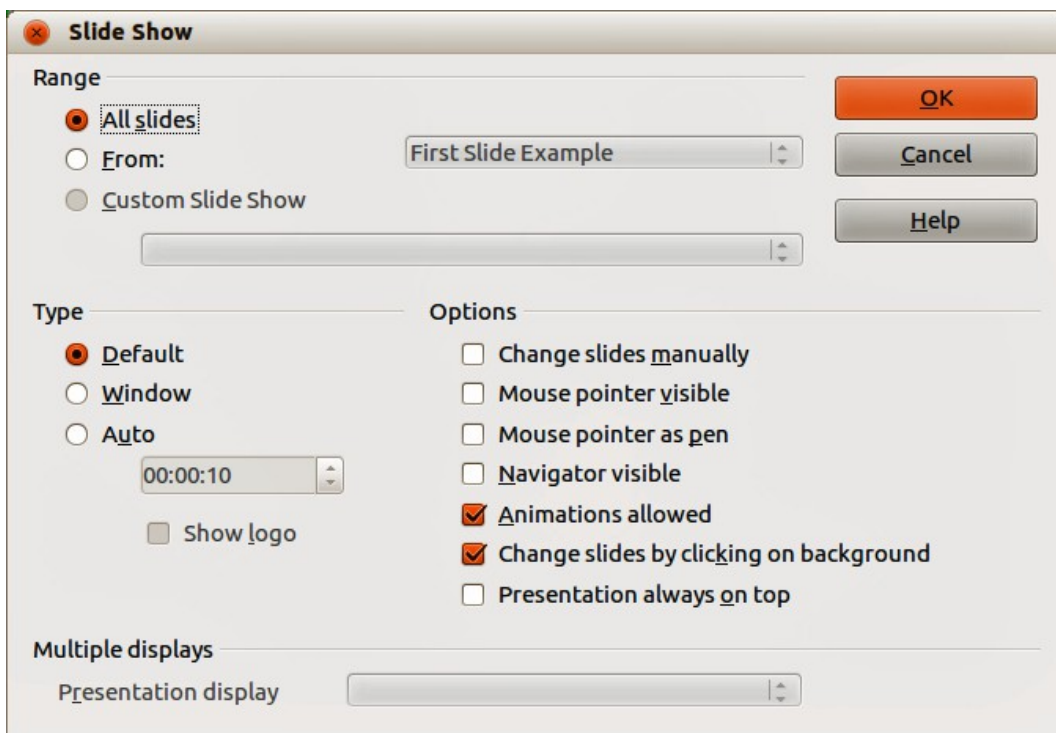 Slide Show
Range
All slides
From:
First Slide Example
Custom Slide Show
OK
Cancel
Help
Type
Default
Window
Auto
00:00:10
Show logo
Options
Change slides manually
Mouse pointer visible
Mouse pointer as pen
Navigator visible
Animations allowed
Change slides by clicking on background
Presentation always on top
Multiple displays
Presentation display